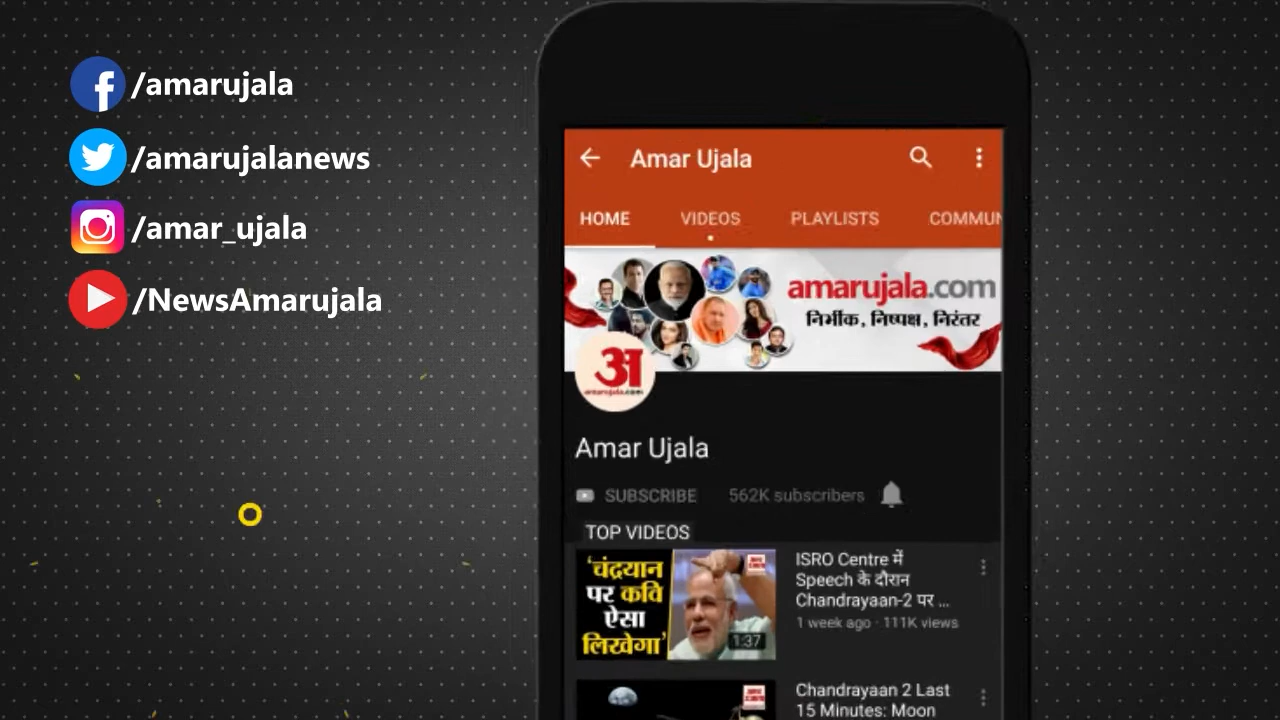 /amarujala
/amarujalanews
/amar_ujala
/NewsAmarujala
Amar Ujala
HOME VIDEOS PLAYLISTS COMMUN
amarujala.com
निर्भीक, निष्पक्ष, निरंतर
अ
amarujala.com
Amar Ujala
SUBSCRIBE 562K subscribers
TOP VIDEOS
'चंद्रयान
पर कवि
ऐसा
लिखेगा'
1:37
ISRO Centre में
Speech के दौरान
Chandrayaan-2 पर ...
1 week ago · 111K views
Chandrayaan 2 Last
15 Minutes: Moon